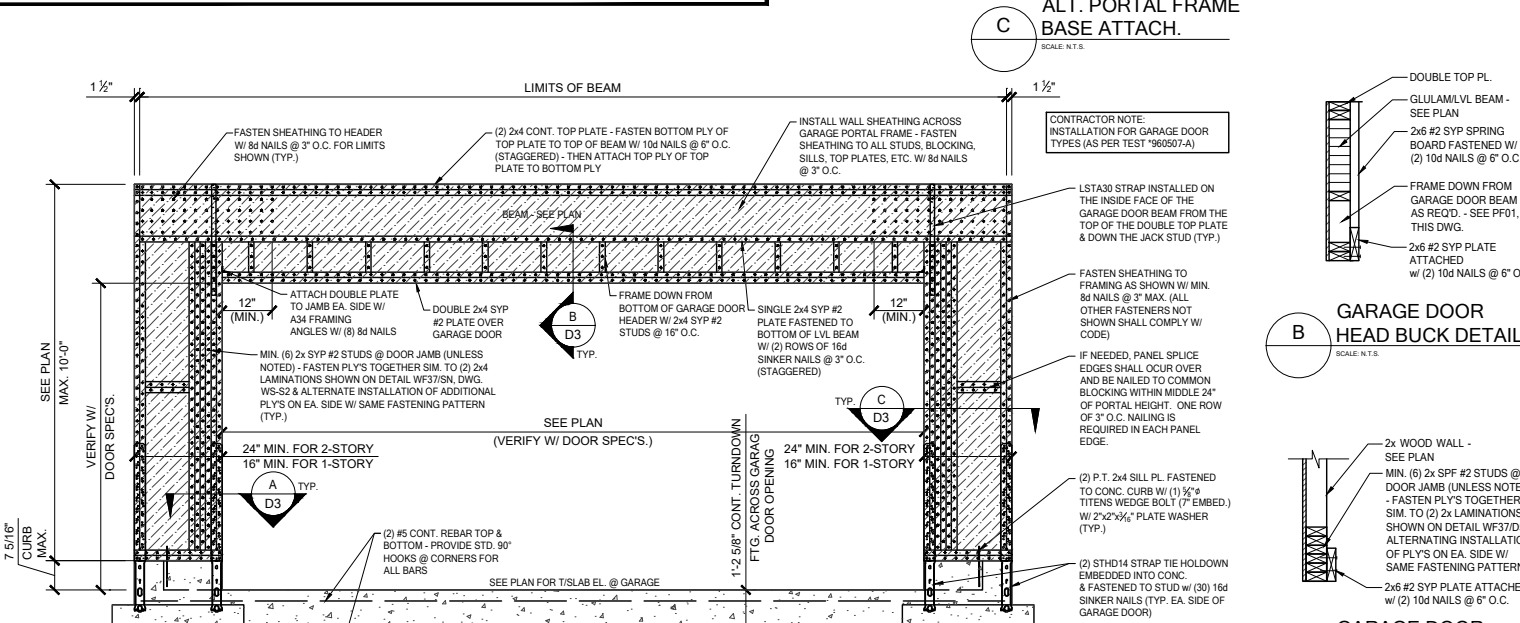 ALT. PORTAL FRAME
C
BASE ATTACH.
SCALE: N.T.S.
1 ½"
LIMITS OF BEAM
1 ½"
FASTEN SHEATHING TO HEADER
W/ 8d NAILS @ 3" O.C. FOR LIMITS
SHOWN (TYP.)
(2) 2x4 CONT. TOP PLATE - FASTEN BOTTOM PLY OF
TOP PLATE TO TOP OF BEAM W/ 10d NAILS @ 6" O.C.
(STAGGERED) - THEN ATTACH TOP PLY OF TOP
PLATE TO BOTTOM PLY
INSTALL WALL SHEATHING ACROSS
GARAGE PORTAL FRAME - FASTEN
SHEATHING TO ALL STUDS, BLOCKING,
SILLS, TOP PLATES, ETC. W/ 8d NAILS
@ 3" O.C.
CONTRACTOR NOTE:
INSTALLATION FOR GARAGE DOOR
TYPES (AS PER TEST "960507-A)
LSTA30 STRAP INSTALLED ON
THE INSIDE FACE OF THE
GARAGE DOOR BEAM FROM THE
TOP OF THE DOUBLE TOP PLATE
& DOWN THE JACK STUD (TYP.)
BEAM - SEE PLAN
FASTEN SHEATHING TO
FRAMING AS SHOWN W/ MIN.
8d NAILS @ 3" MAX. (ALL
OTHER FASTENERS NOT
SHOWN SHALL COMPLY W/
CODE)
12"
(MIN.)
ATTACH DOUBLE PLATE
TO JAMB EA. SIDE W/
A34 FRAMING
ANGLES W/ (8) 8d NAILS
DOUBLE 2x4 SYP
#2 PLATE OVER
GARAGE DOOR
B
D3
TYP.
FRAME DOWN FROM
BOTTOM OF GARAGE DOOR
HEADER W/ 2x4 SYP #2
STUDS @ 16" O.C.
SINGLE 2x4 SYP #2
PLATE FASTENED TO
BOTTOM OF LVL BEAM
W/ (2) ROWS OF 16d
SINKER NAILS @ 3" O.C.
(STAGGERED)
12"
(MIN.)
MIN. (6) 2x SYP #2 STUDS @ DOOR JAMB (UNLESS
NOTED) - FASTEN PLY'S TOGETHER SIM. TO (2) 2x4
LAMINATIONS SHOWN ON DETAIL WF37/SN, DWG.
WS-S2 & ALTERNATE INSTALLATION OF ADDITIONAL
PLY'S ON EA. SIDE W/ SAME FASTENING PATTERN
(TYP.)
IF NEEDED, PANEL SPLICE
EDGES SHALL OCUR OVER
AND BE NAILED TO COMMON
BLOCKING WITHIN MIDDLE 24"
OF PORTAL HEIGHT. ONE ROW
OF 3" O.C. NAILING IS
REQUIRED IN EACH PANEL
EDGE.
SEE PLAN
MAX. 10'-0"
VERIFY W/
DOOR SPEC'S.
7 5/16"
CURB
MAX.
SEE PLAN
(VERIFY W/ DOOR SPEC'S.)
TYP.
C
D3
24" MIN. FOR 2-STORY
16" MIN. FOR 1-STORY
A
D3
TYP.
24" MIN. FOR 2-STORY
16" MIN. FOR 1-STORY
1'-2 5/8" CONT. TURNDOWN
FTG. ACROSS GARAG
DOOR OPENING
(2) P.T. 2x4 SILL PL. FASTENED
TO CONC. CURB W/ (1) ⅝"φ
TITENS WEDGE BOLT (7" EMBED.)
W/ 2"x2"x3⁄16" PLATE WASHER
(TYP.)
(2) #5 CONT. REBAR TOP &
BOTTOM - PROVIDE STD. 90°
HOOKS @ CORNERS FOR
ALL BARS
SEE PLAN FOR T/SLAB EL. @ GARAGE
(2) STHD14 STRAP TIE HOLDOWN
EMBEDDED INTO CONC.
& FASTENED TO STUD w/ (30) 16d
SINKER NAILS (TYP. EA. SIDE OF
GARAGE DOOR)
DOUBLE TOP PL.
GLULAM/LVL BEAM -
SEE PLAN
2x6 #2 SYP SPRING
BOARD FASTENED W/
(2) 10d NAILS @ 6" O.C
FRAME DOWN FROM
GARAGE DOOR BEAM
AS REQ'D. - SEE PF01,
THIS DWG.
2x6 #2 SYP PLATE
ATTACHED
w/ (2) 10d NAILS @ 6" O
B
GARAGE DOOR
HEAD BUCK DETAIL
SCALE: N.T.S.
2x WOOD WALL -
SEE PLAN
MIN. (6) 2x SPF #2 STUDS @
DOOR JAMB (UNLESS NOTE
- FASTEN PLY'S TOGETHER
SIM. TO (2) 2x LAMINATIONS
SHOWN ON DETAIL WF37/D
ALTERNATING INSTALLATIO
OF PLY'S ON EA. SIDE W/
SAME FASTENING PATTERN
2x6 #2 SYP PLATE ATTACHE
w/ (2) 10d NAILS @ 6" O.C.
GARAGE DOOR